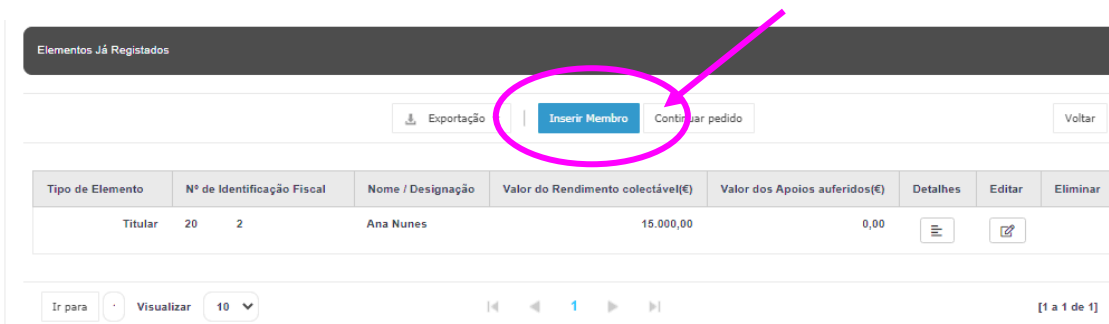 Elementos Já Registados
Exportação | Inserir Membro Continuar pedido Voltar
Tipo de Elemento Nº de Identificação Fiscal Nome / Designação Valor do Rendimento colectável(€) Valor dos Apoios auferidos(€) Detalhes Editar Eliminar
Titular 20 2 Ana Nunes 15.000,00 0,00
Ir para Visualizar 10 1 [1 a 1 de 1]